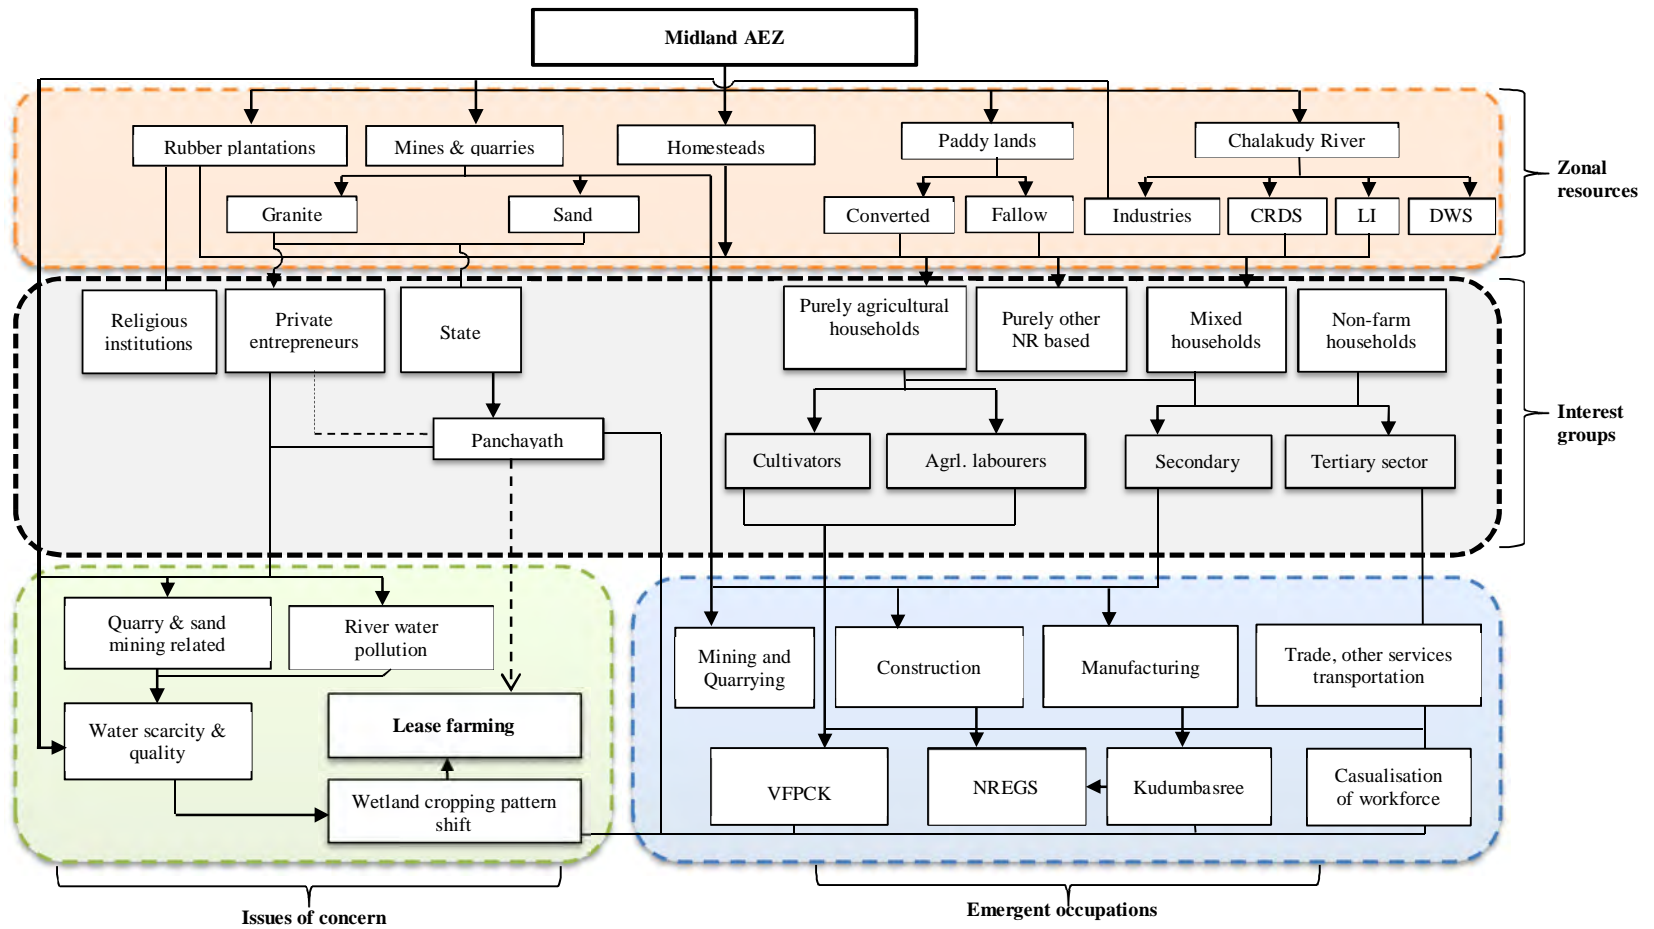 Midland AEZ
Rubber plantations
Mines & quarries
Homesteads
Paddy lands
Chalakudy River
Zonal
resources
Granite
Sand
Converted
Fallow
Industries
CRDS
LI
DWS
Religious
institutions
Private
entrepreneurs
State
Purely agricultural
households
Purely other
NR based
Mixed
households
Non-farm
households
Interest
groups
Panchayath
Cultivators
Agrl. labourers
Secondary
Tertiary sector
Quarry & sand
mining related
River water
pollution
Mining and
Quarrying
Construction
Manufacturing
Trade, other services
transportation
Water scarcity &
quality
Lease farming
VFPCK
NREGS
Kudumbasree
Casualisation
of workforce
Wetland cropping pattern
shift
Issues of concern
Emergent occupations